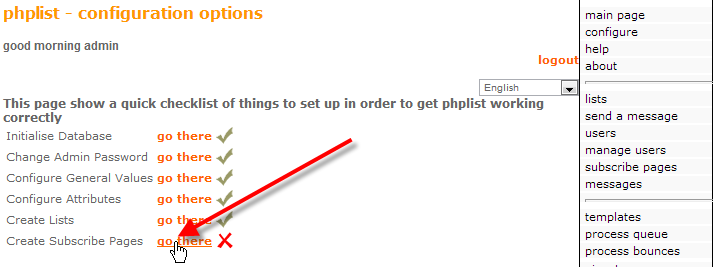 phplist - configuration options
good morning admin
logout
English
This page show a quick checklist of things to set up in order to get phplist working
correctly
Initialise Database go there
Change Admin Password go there
Configure General Values go there
Configure Attributes go there
Create Lists go there
Create Subscribe Pages go there
main page
configure
help
about
lists
send a message
users
manage users
subscribe pages
messages
templates
process queue
process bounces